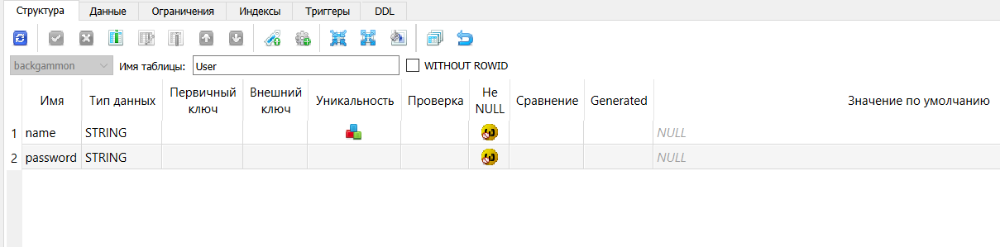 Структура Данные Ограничения Индексы Триггеры DDL
backgammon Имя таблицы: User WITHOUT ROWID
Имя Тип данных Первичный ключ Внешний ключ Уникальность Проверка Не NULL Сравнение Generated Значение по умолчанию
1 name STRING NULL
2 password STRING NULL